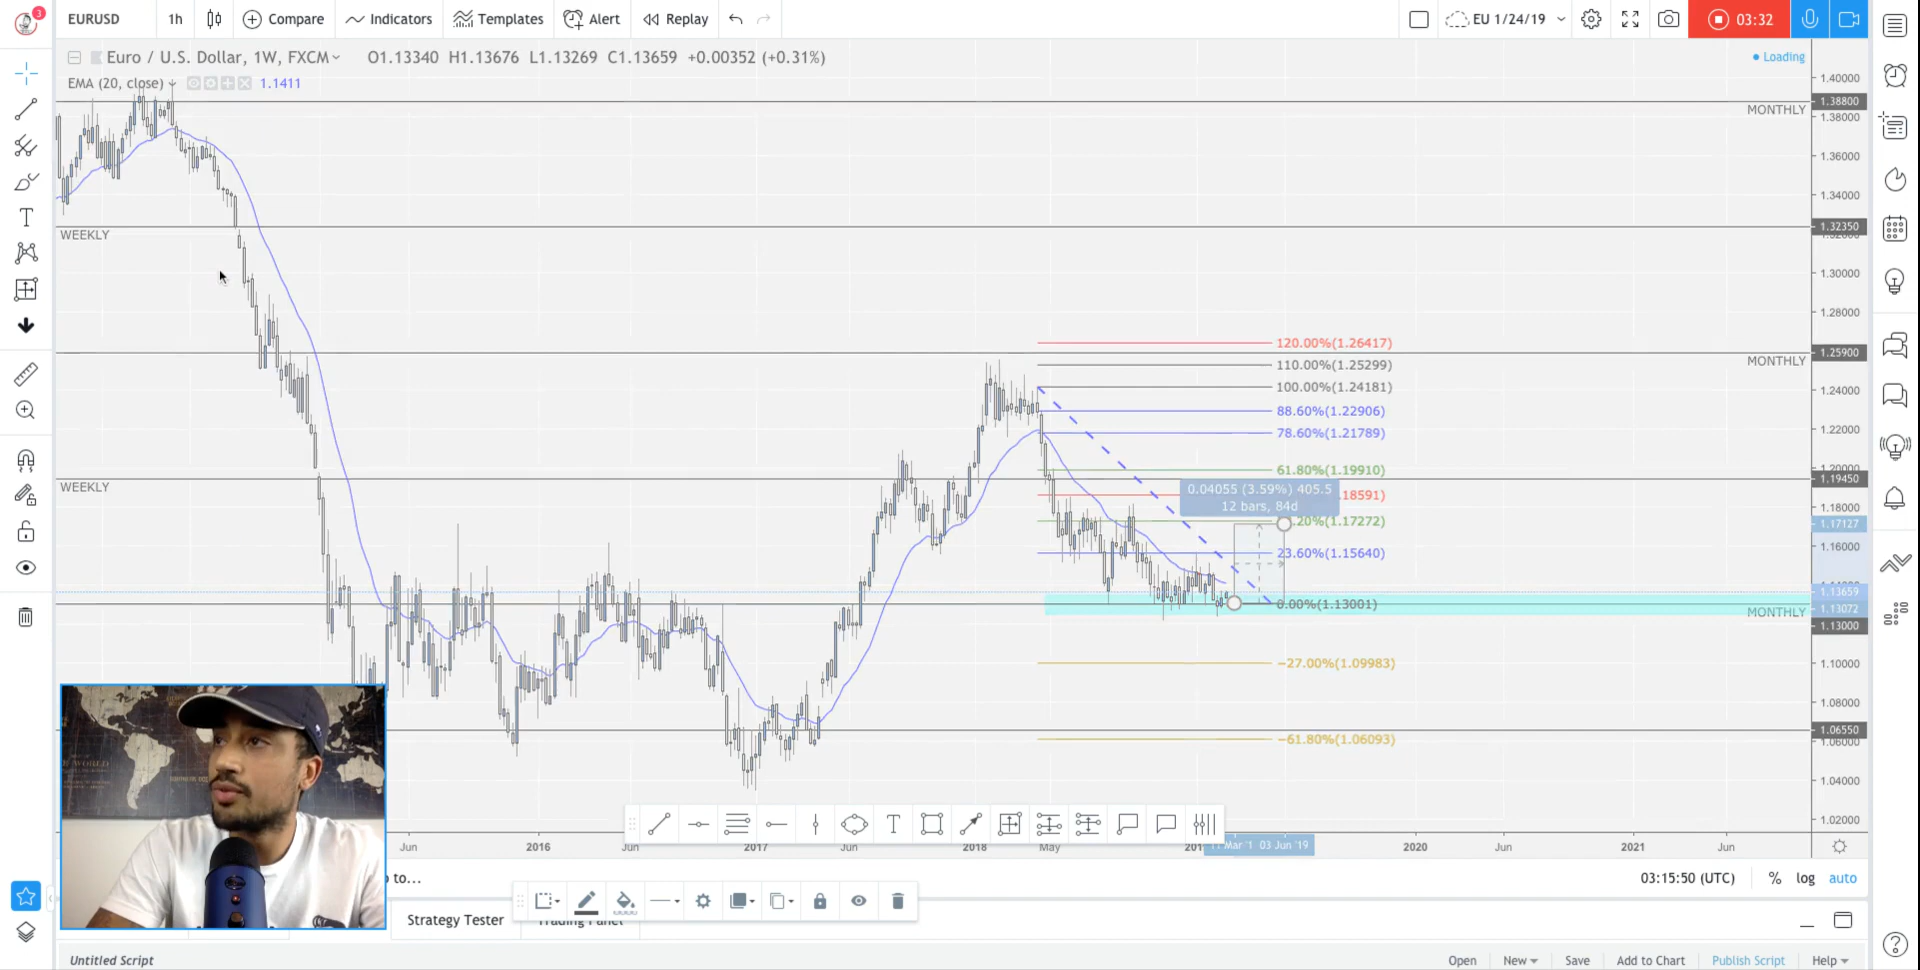 3
EURUSD 1h Compare Indicators Templates Alert Replay EU 1/24/19 03:32
Euro / U.S. Dollar, 1W, FXCM O1.13340 H1.13676 L1.13269 C1.13659 +0.00352 (+0.31%)
Loading
EMA (20, close) 1.1411
1.40000
1.38800
MONTHLY
1.38000
1.36000
1.34000
1.32350
WEEKLY
1.30000
1.28000
120.00%(1.26417)
1.25900
MONTHLY
110.00%(1.25299)
100.00%(1.24181)
1.24000
88.60%(1.22906)
1.22000
78.60%(1.21789)
61.80%(1.19910)
1.19450
WEEKLY
0.04055 (3.59%) 405.5
12 bars, 84d
.18591)
1.18000
.20%(1.17272)
1.17127
1.16000
23.60%(1.15640)
1.13659
0.00%(1.13001)
1.13072
MONTHLY
1.13000
-27.00%(1.09983)
1.10000
1.08000
1.06550
-61.80%(1.06093)
1.06000
1.04000
1.02000
Jun 2016 Jun 2017 Jun 2018 May 201 03 Jun '19 2020 Jun 2021 Jun
to...
03:15:50 (UTC) % log auto
Strategy Tester
Untitled Script
Open New Save Add to Chart Publish Script Help